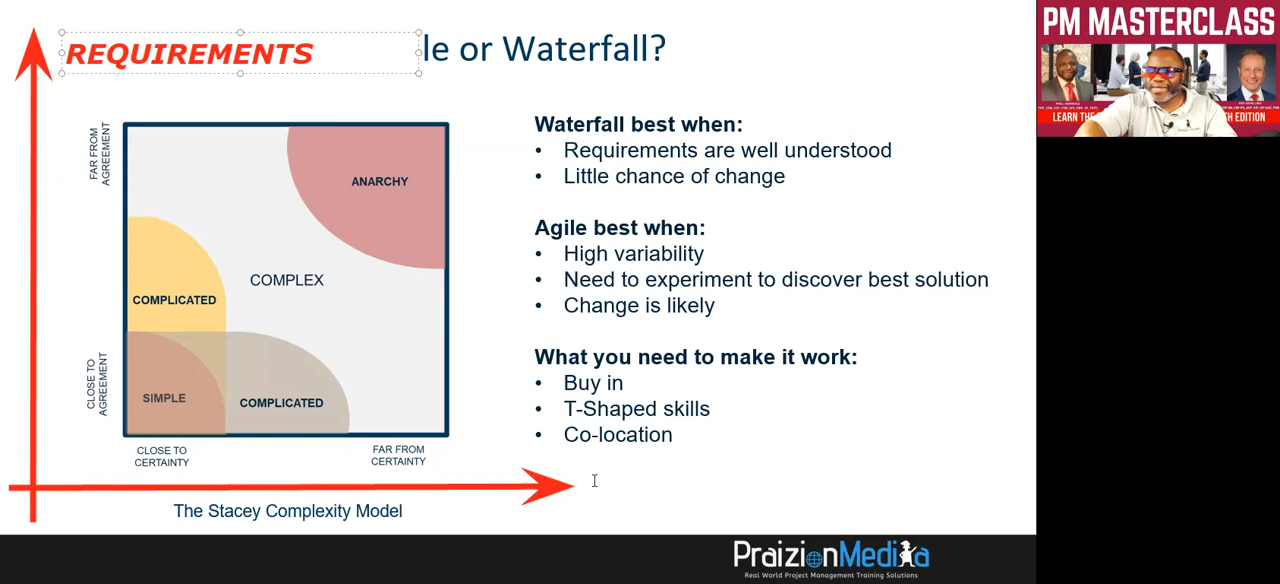 REQUIREMENTS
le or Waterfall?
FAR FROM
AGREEMENT
CLOSE TO
AGREEMENT
ANARCHY
COMPLEX
COMPLICATED
SIMPLE
COMPLICATED
CLOSE TO
CERTAINTY
FAR FROM
CERTAINTY
The Stacey Complexity Model
Waterfall best when:
• Requirements are well understood
• Little chance of change
Agile best when:
• High variability
• Need to experiment to discover best solution
• Change is likely
What you need to make it work:
• Buy in
• T-Shaped skills
• Co-location
PraizionMedia
Real World Project Management Training Solutions
PM MASTERCLASS
LEARN THE
EDITION